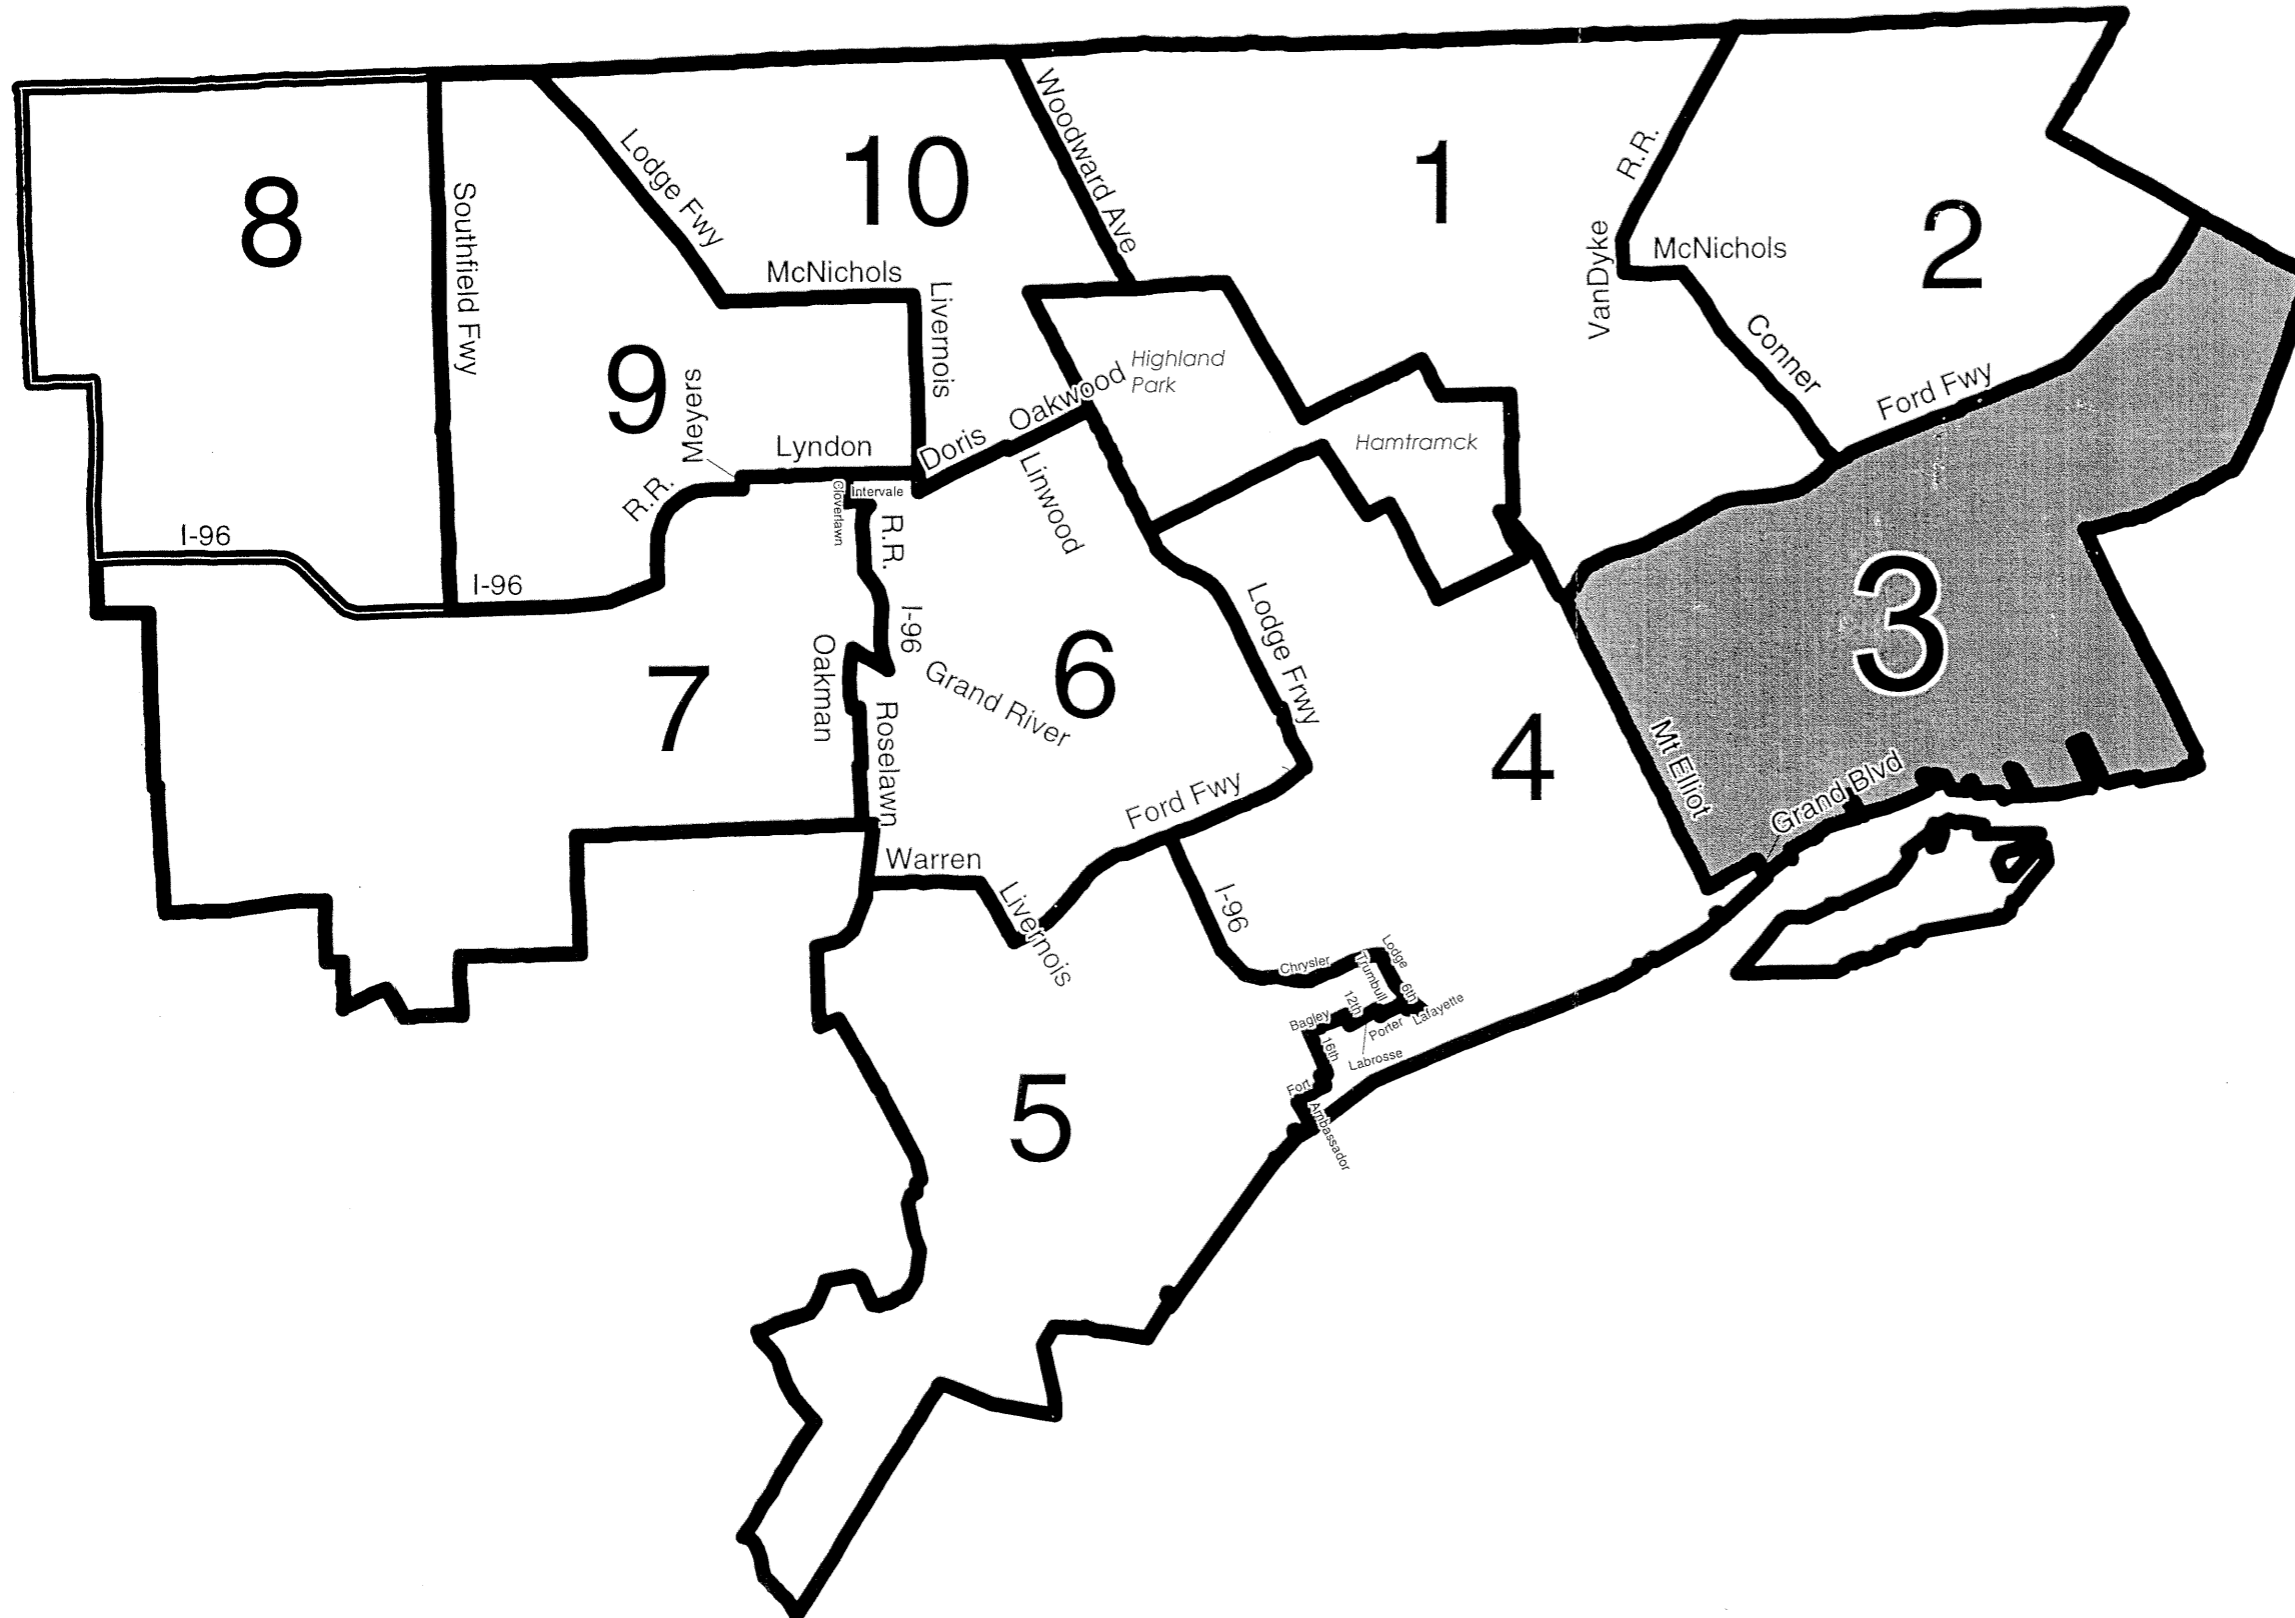 8
Southfield Fwy
Lodge Fwy
10
McNichols
Livernois
Woodward Ave
1
R.R.
VanDyke
McNichols
Conner
2
Ford Fwy
9
Meyers
Lyndon
R.R.
Doris
Oakwood
Highland
Park
Hamtramck
Linwood
Cloverlawn
Intervale
R.R.
I-96
I-96
I-96
Oakman
Roselawn
7
Grand River
6
Lodge Frwy
4
3
Mt Elliot
Grand Blvd
Ford Fwy
Warren
Livernois
I-96
Chrysler
Lodge
Trumbull
6th
12th
Lafayette
Bagley
Porter
16th
Labrosse
Fort
Ambassador
5